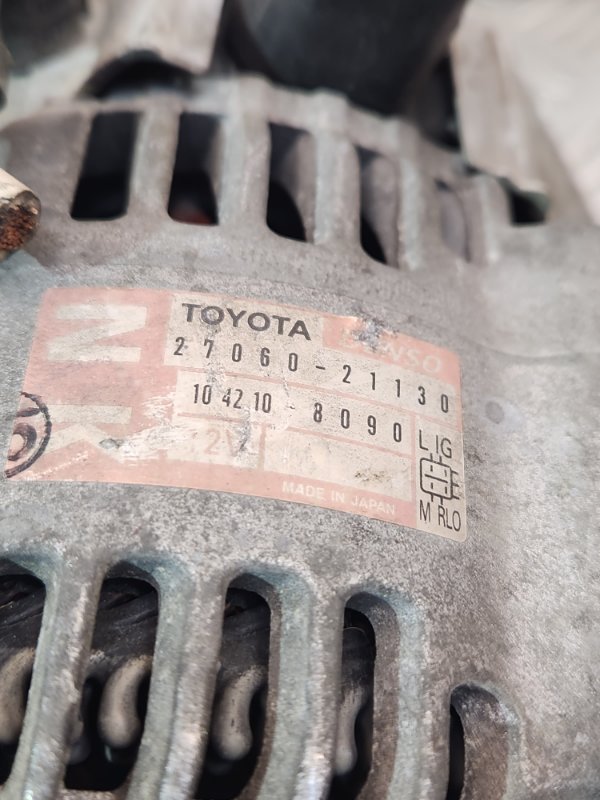 TOYOTA DENSO
27060-21130
104210-8090
12V
L IG
E
M RLO
MADE IN JAPAN
N
K